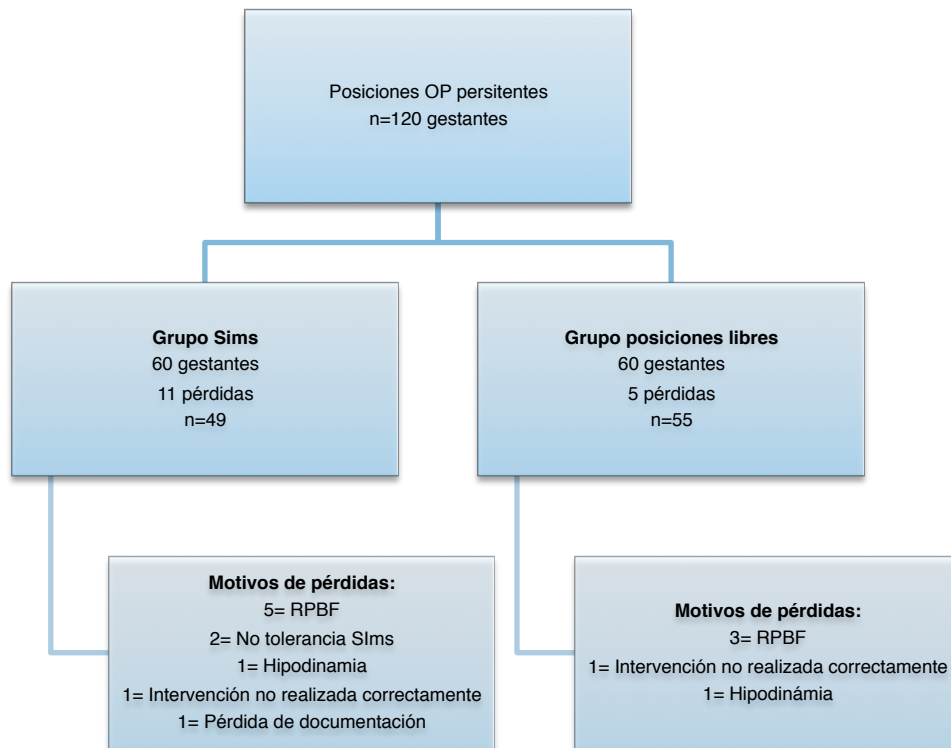 Posiciones OP persitentes
n=120 gestantes
Grupo Sims
60 gestantes
11 pérdidas
n=49
Grupo posiciones libres
60 gestantes
5 pérdidas
n=55
Motivos de pérdidas:
5= RPBF
2= No tolerancia SIms
1= Hipodinamia
1= Intervención no realizada correctamente
1= Pérdida de documentación
Motivos de pérdidas:
3= RPBF
1= Intervención no realizada correctamente
1= Hipodinámia